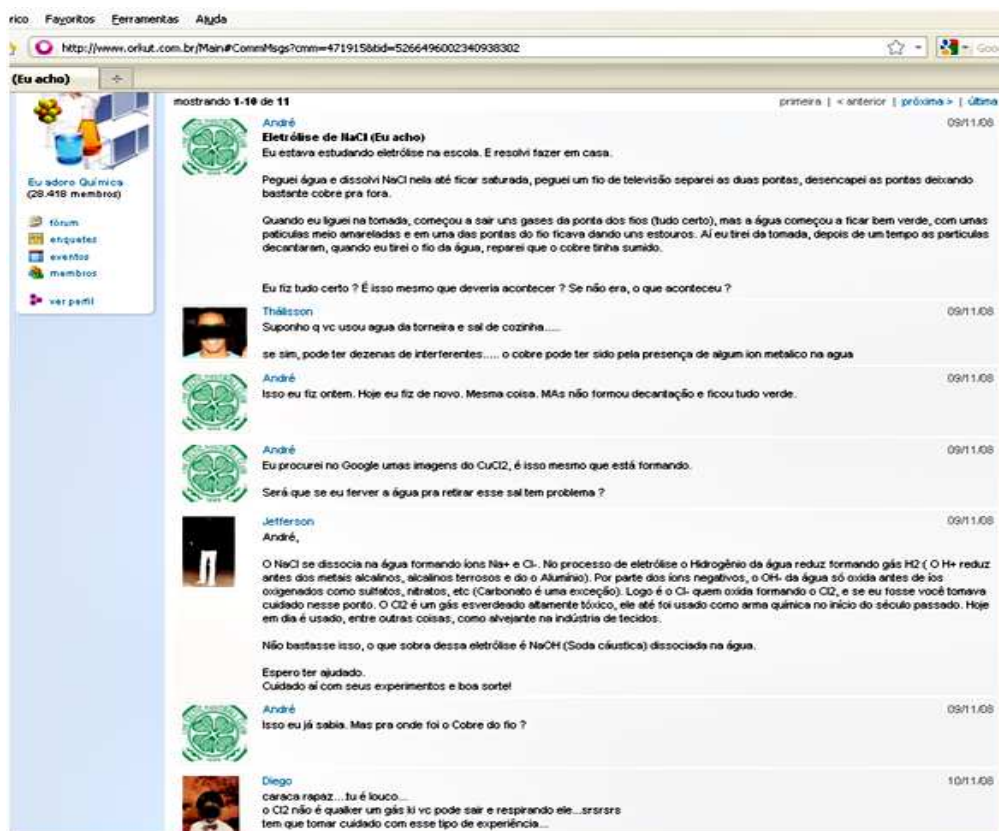 rico Favoritos Ferramentas Ajuda
http://www.orkut.com.br/Main#CommMsgs?cmm=471915&tid=5266496002340938302
Goo
(Eu acho)
mostrando 1-10 de 11
primeira | < anterior | próxima > | última
Eu adoro Química
(28.418 membros)
fórum
enquetes
eventos
membros
ver perfil
André
09/11/08
Eletrólise de NaCl (Eu acho)
Eu estava estudando eletrólise na escola. E resolvi fazer em casa.
Peguei água e dissolvi NaCl nela até ficar saturada, peguei um fio de televisão separei as duas pontas, desencapei as pontas deixando
bastante cobre pra fora.
Quando eu liguei na tomada, começou a sair uns gases da ponta dos fios (tudo certo), mas a água começou a ficar bem verde, com umas
paticulas meio amareladas e em uma das pontas do fio ficava dando uns estouros. Aí eu tirei da tomada, depois de um tempo as particulas
decantaram, quando eu tirei o fio da água, reparei que o cobre tinha sumido.
Eu fiz tudo certo ? É isso mesmo que deveria acontecer ? Se não era, o que aconteceu ?
Thálisson
09/11/08
Suponho q vc usou agua da torneira e sal de cozinha.....
se sim, pode ter dezenas de interferentes..... o cobre pode ter sido pela presença de algum ion metalico na agua
André
09/11/08
Isso eu fiz ontem. Hoje eu fiz de novo. Mesma coisa. MAs não formou decantação e ficou tudo verde.
André
09/11/08
Eu procurei no Google umas imagens do CuCl2, é isso mesmo que está formando.
Será que se eu ferver a água pra retirar esse sal tem problema ?
Jefferson
09/11/08
André,
O NaCl se dissocia na água formando íons Na+ e Cl-. No processo de eletrólise o Hidrogênio da água reduz formando gás H2 ( O H+ reduz
antes dos metais alcalinos, alcalinos terrosos e do o Alumínio). Por parte dos íons negativos, o OH- da água só oxida antes de íos
oxigenados como sulfatos, nitratos, etc (Carbonato é uma exceção). Logo é o Cl- quem oxida formando o Cl2, e se eu fosse você tomava
cuidado nesse ponto. O Cl2 é um gás esverdeado altamente tóxico, ele até foi usado como arma química no início do século passado. Hoje
em dia é usado, entre outras coisas, como alvejante na indústria de tecidos.
Não bastasse isso, o que sobra dessa eletrólise é NaOH (Soda cáustica) dissociada na água.
Espero ter ajudado.
Cuidado aí com seus experimentos e boa sorte!
André
09/11/08
Isso eu já sabia. Mas pra onde foi o Cobre do fio ?
Diego
10/11/08
caraca rapaz...tu é louco...
o Cl2 não é qualker um gás ki vc pode sair e respirando ele...srsrsrs
tem que tomar cuidado com esse tipo de experiência...